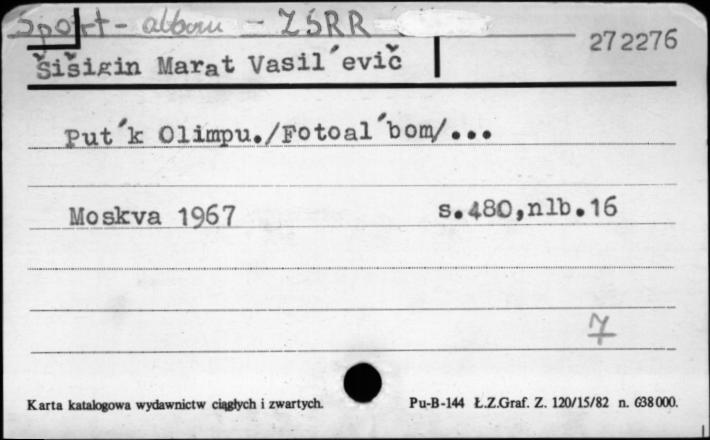 Sport - album - ZSRR
272276
Šišigin Marat Vasil´evič
Put´k Olimpu./Fotoal´bom/...
Moskva 1967 s.480,nlb.16
7
Karta katalogowa wydawnictw ciągłych i zwartych. Pu-B-144 Ł.Z.Graf. Z. 120/15/82 n. 638000.